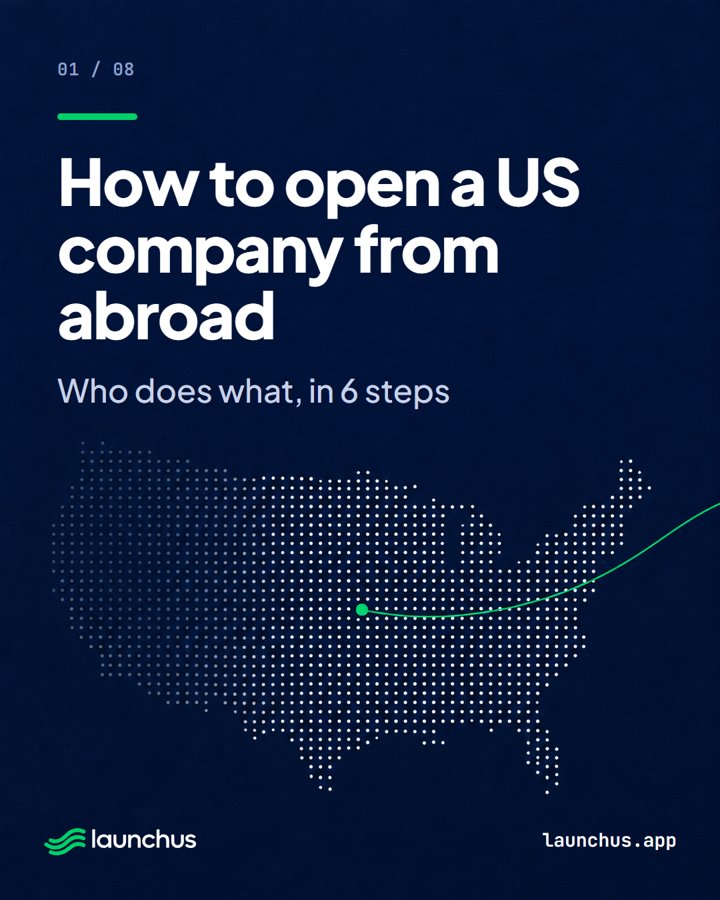 01 / 08
How to open a US
company from
abroad
Who does what, in 6 steps
launchus
launchus.app